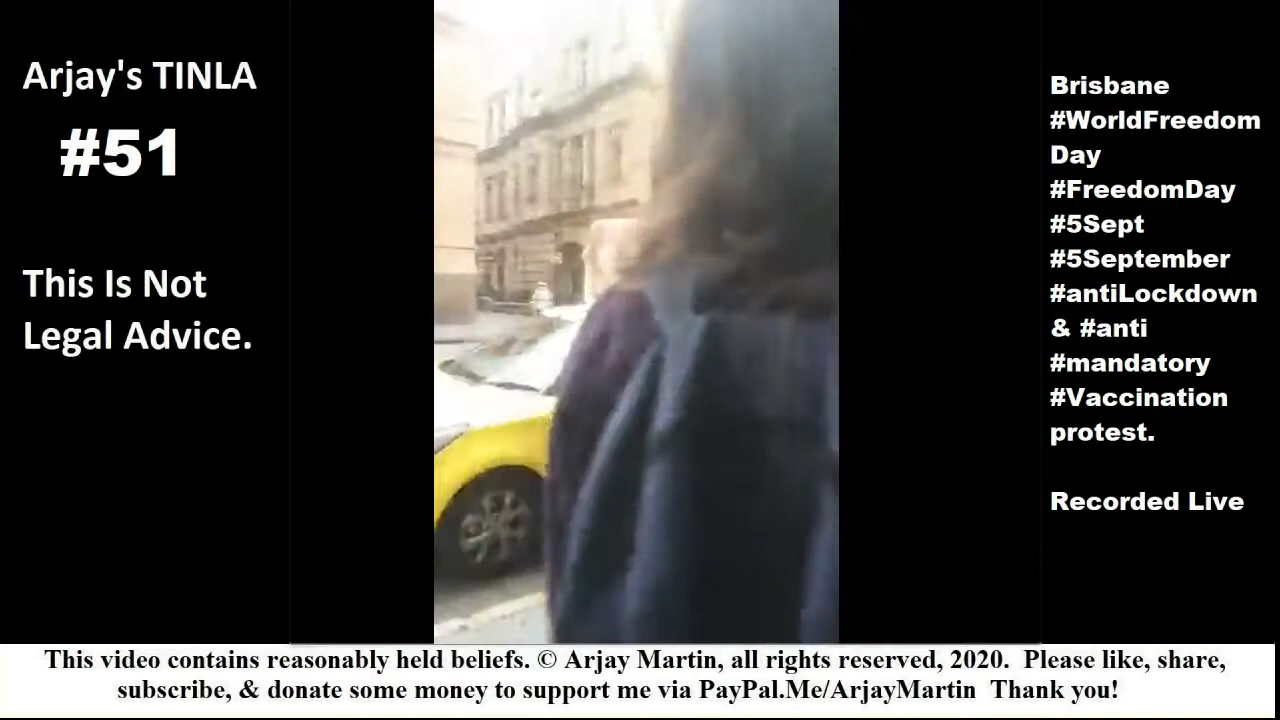 Arjay's TINLA
#51
This Is Not
Legal Advice.
Brisbane
#WorldFreedom
Day
#FreedomDay
#5Sept
#5September
#antiLockdown
& #anti
#mandatory
#Vaccination
protest.
Recorded Live
This video contains reasonably held beliefs. © Arjay Martin, all rights reserved, 2020. Please like, share,
subscribe, & donate some money to support me via PayPal.Me/ArjayMartin Thank you!